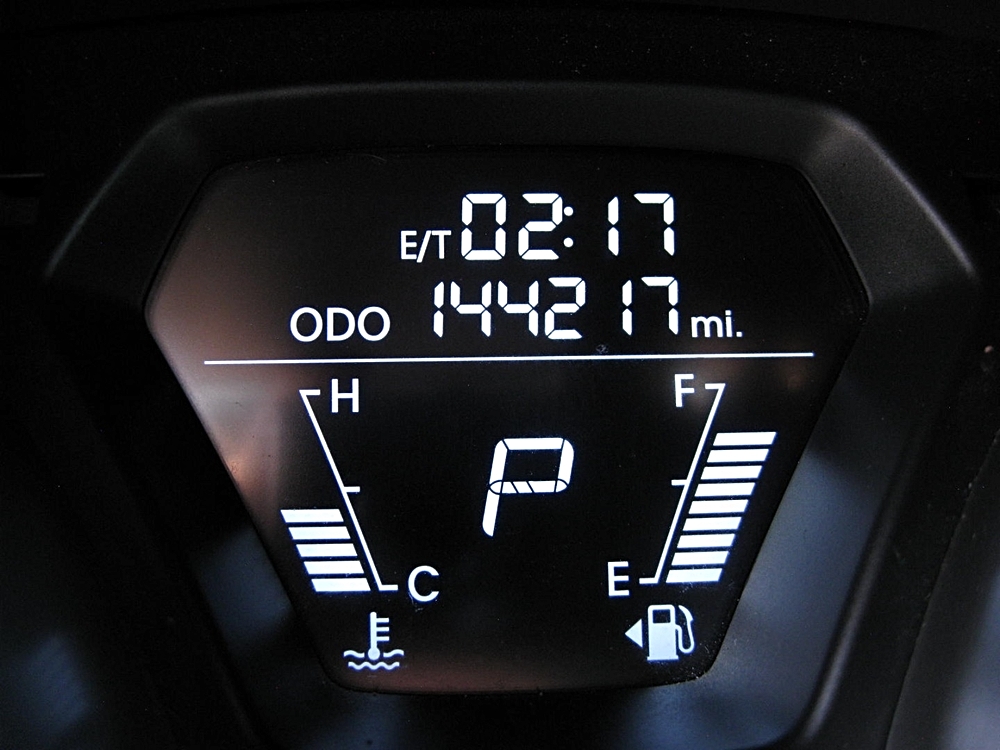 E/T 02:17
ODO 144217 mi.
H F
P
C E